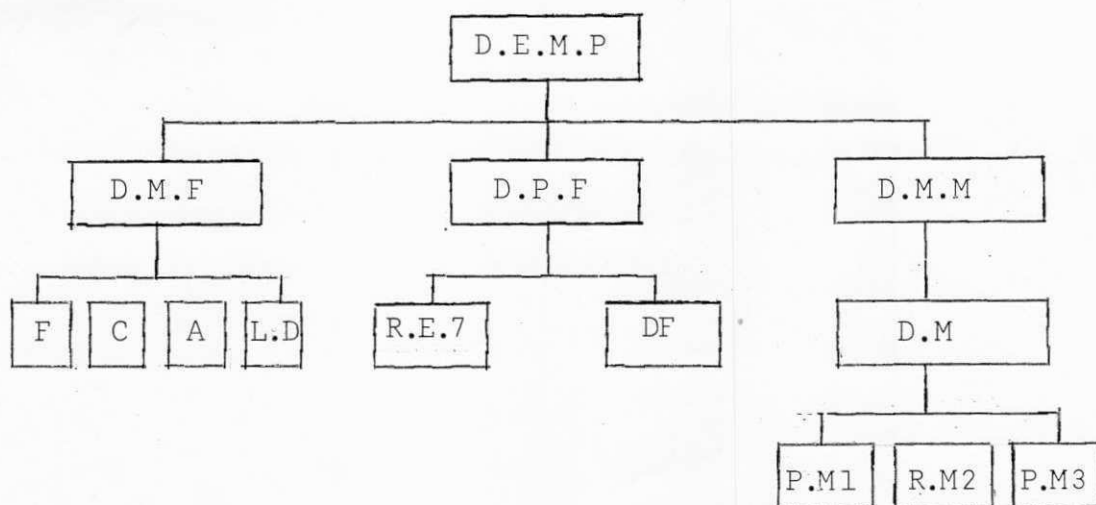 D.E.M.P
D.M.F D.P.F D.M.M
F C A L.D R.E.7 DF D.M
P.M1 R.M2 P.M3